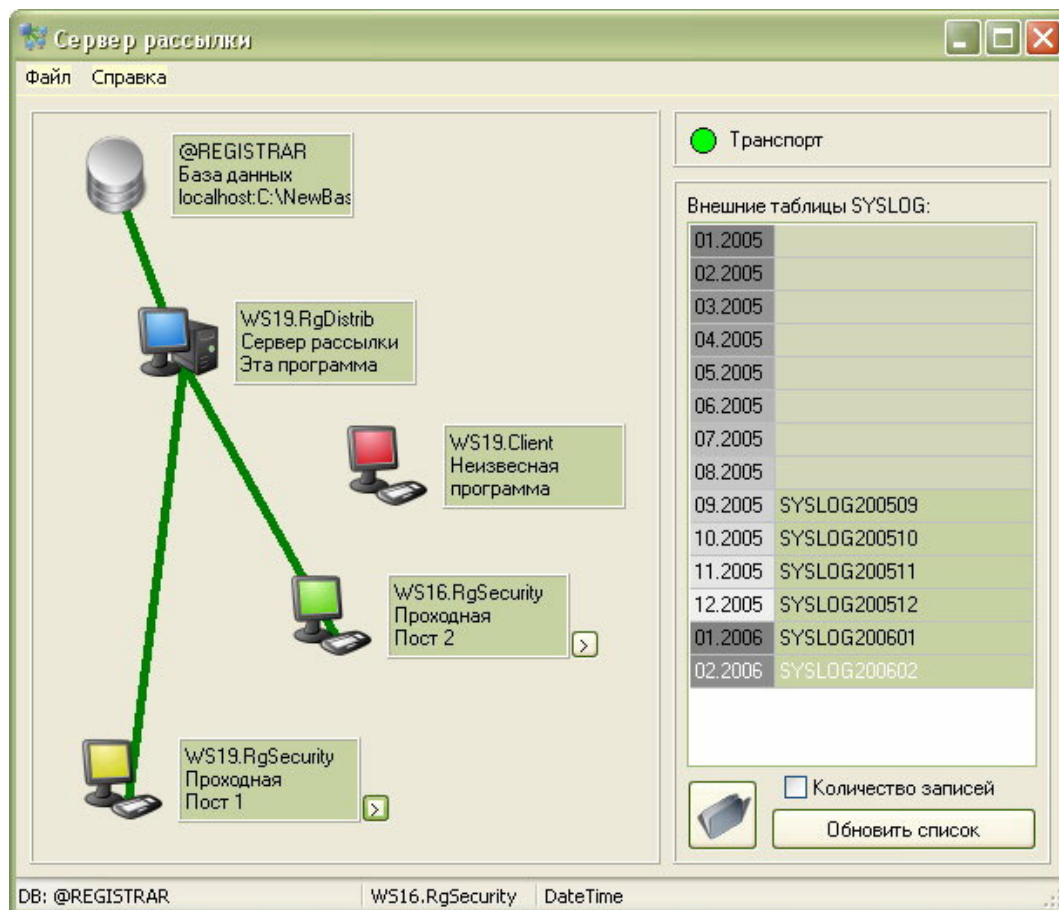 Сервер рассылки
Файл Справка
@REGISTRAR
База данных
localhost:C:\NewBas
WS19.RgDistrib
Сервер рассылки
Эта программа
WS19.Client
Неизвесная
программа
WS16.RgSecurity
Проходная
Пост 2
>
WS19.RgSecurity
Проходная
Пост 1
>
Транспорт
Внешние таблицы SYSLOG:
01.2005
02.2005
03.2005
04.2005
05.2005
06.2005
07.2005
08.2005
09.2005 SYSLOG200509
10.2005 SYSLOG200510
11.2005 SYSLOG200511
12.2005 SYSLOG200512
01.2006 SYSLOG200601
02.2006 SYSLOG200602
Количество записей
Обновить список
DB: @REGISTRAR WS16.RgSecurity DateTime